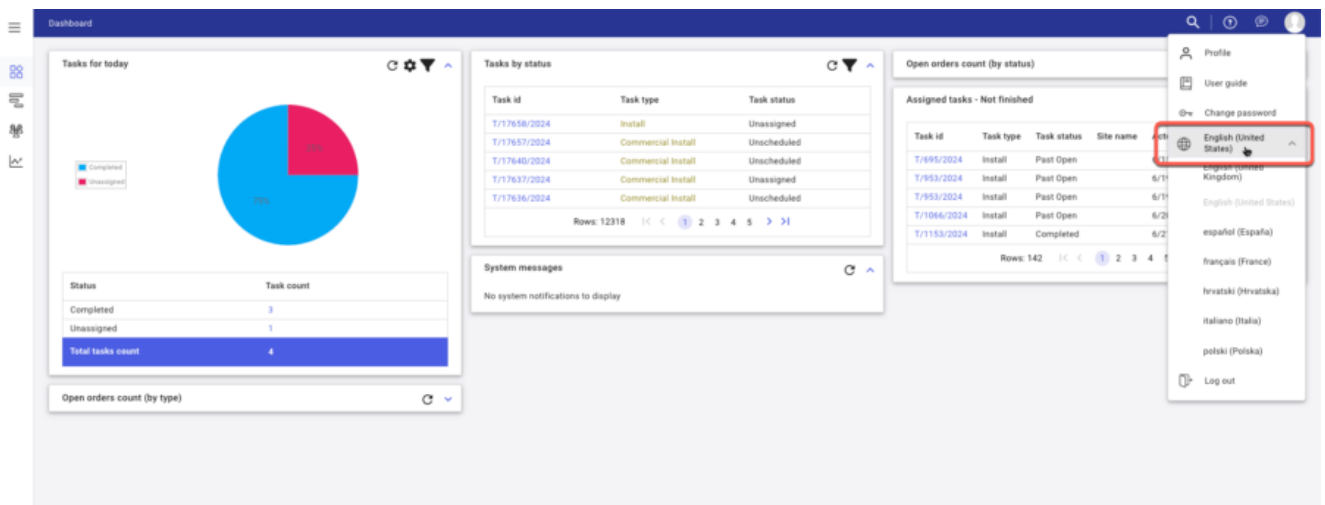 Dashboard
Tasks for today
Completed
Unassigned
75%
Status Task count
Completed 3
Unassigned 1
Total tasks count 4
Open orders count (by type)
Tasks by status
Task id Task type Task status
T/17658/2024 Install Unassigned
T/17657/2024 Commercial Install Unscheduled
T/17640/2024 Commercial Install Unscheduled
T/17637/2024 Commercial Install Unassigned
T/17636/2024 Commercial Install Unscheduled
Rows: 12318 |< < 1 2 3 4 5 > >|
System messages
No system notifications to display
Open orders count (by status)
Assigned tasks - Not finished
Task id Task type Task status Site name
T/695/2024 Install Past Open
T/953/2024 Install Past Open
T/953/2024 Install Past Open
T/1066/2024 Install Past Open
T/1153/2024 Install Completed
Rows: 142 |< < 1 2 3 4
Profile
User guide
Change password
English (United
States)
English (United
Kingdom)
English (United States)
español (España)
français (France)
hrvatski (Hrvatska)
italiano (Italia)
polski (Polska)
Log out